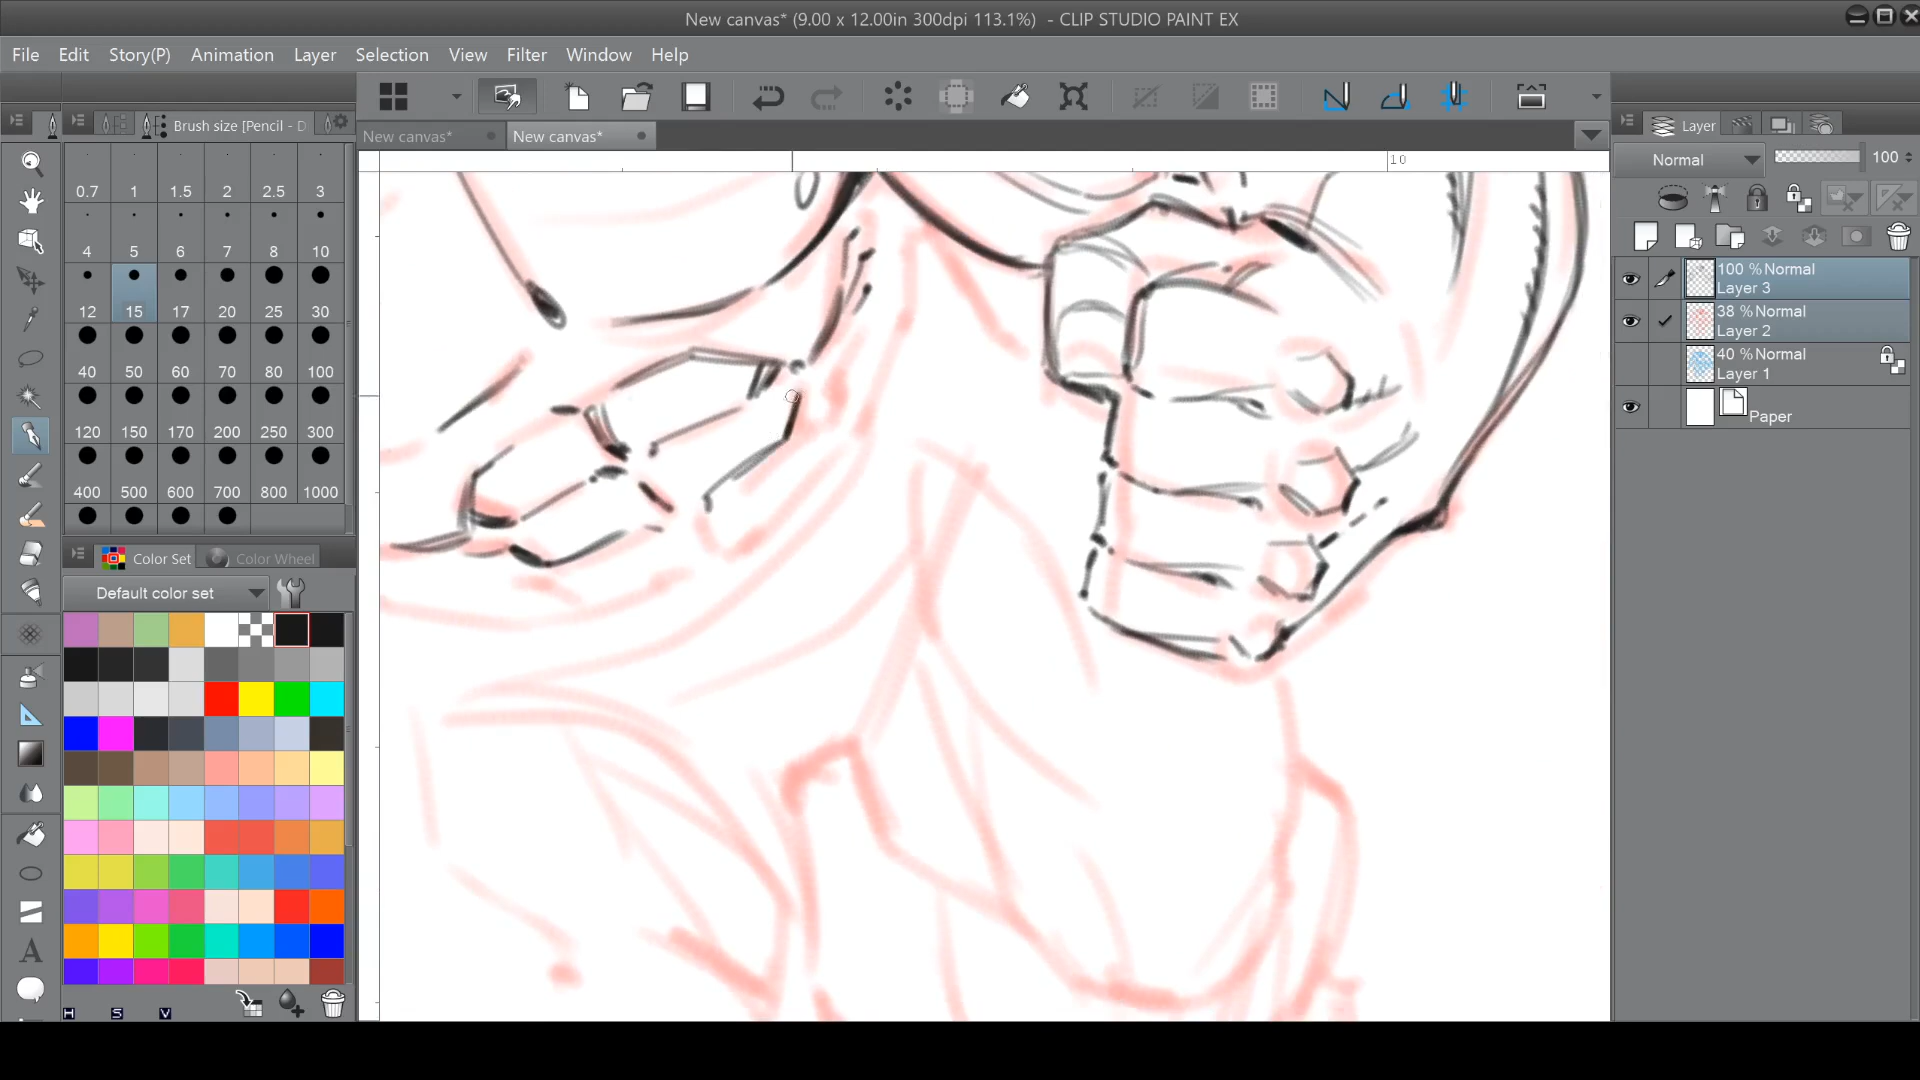 New canvas* (9.00 x 12.00in 300dpi 113.1%) - CLIP STUDIO PAINT EX
File Edit Story(P) Animation Layer Selection View Filter Window Help
Brush size [Pencil - D
New canvas* New canvas*
Layer
10
Normal 100
0.7 1 1.5 2 2.5 3
4 5 6 7 8 10
12 15 17 20 25 30
40 50 60 70 80 100
120 150 170 200 250 300
400 500 600 700 800 1000
100 %Normal
Layer 3
38 %Normal
Layer 2
40 %Normal
Layer 1
Paper
Color Set Color Wheel
Default color set
A
H S V